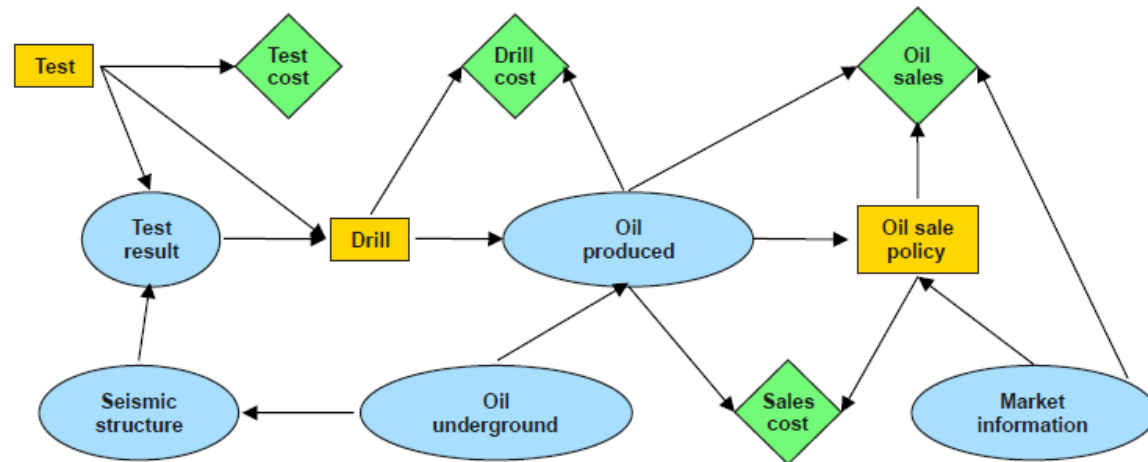 Test
Test
cost
Drill
cost
Oil
sales
Test
result
Drill
Oil
produced
Oil sale
policy
Seismic
structure
Oil
underground
Sales
cost
Market
information